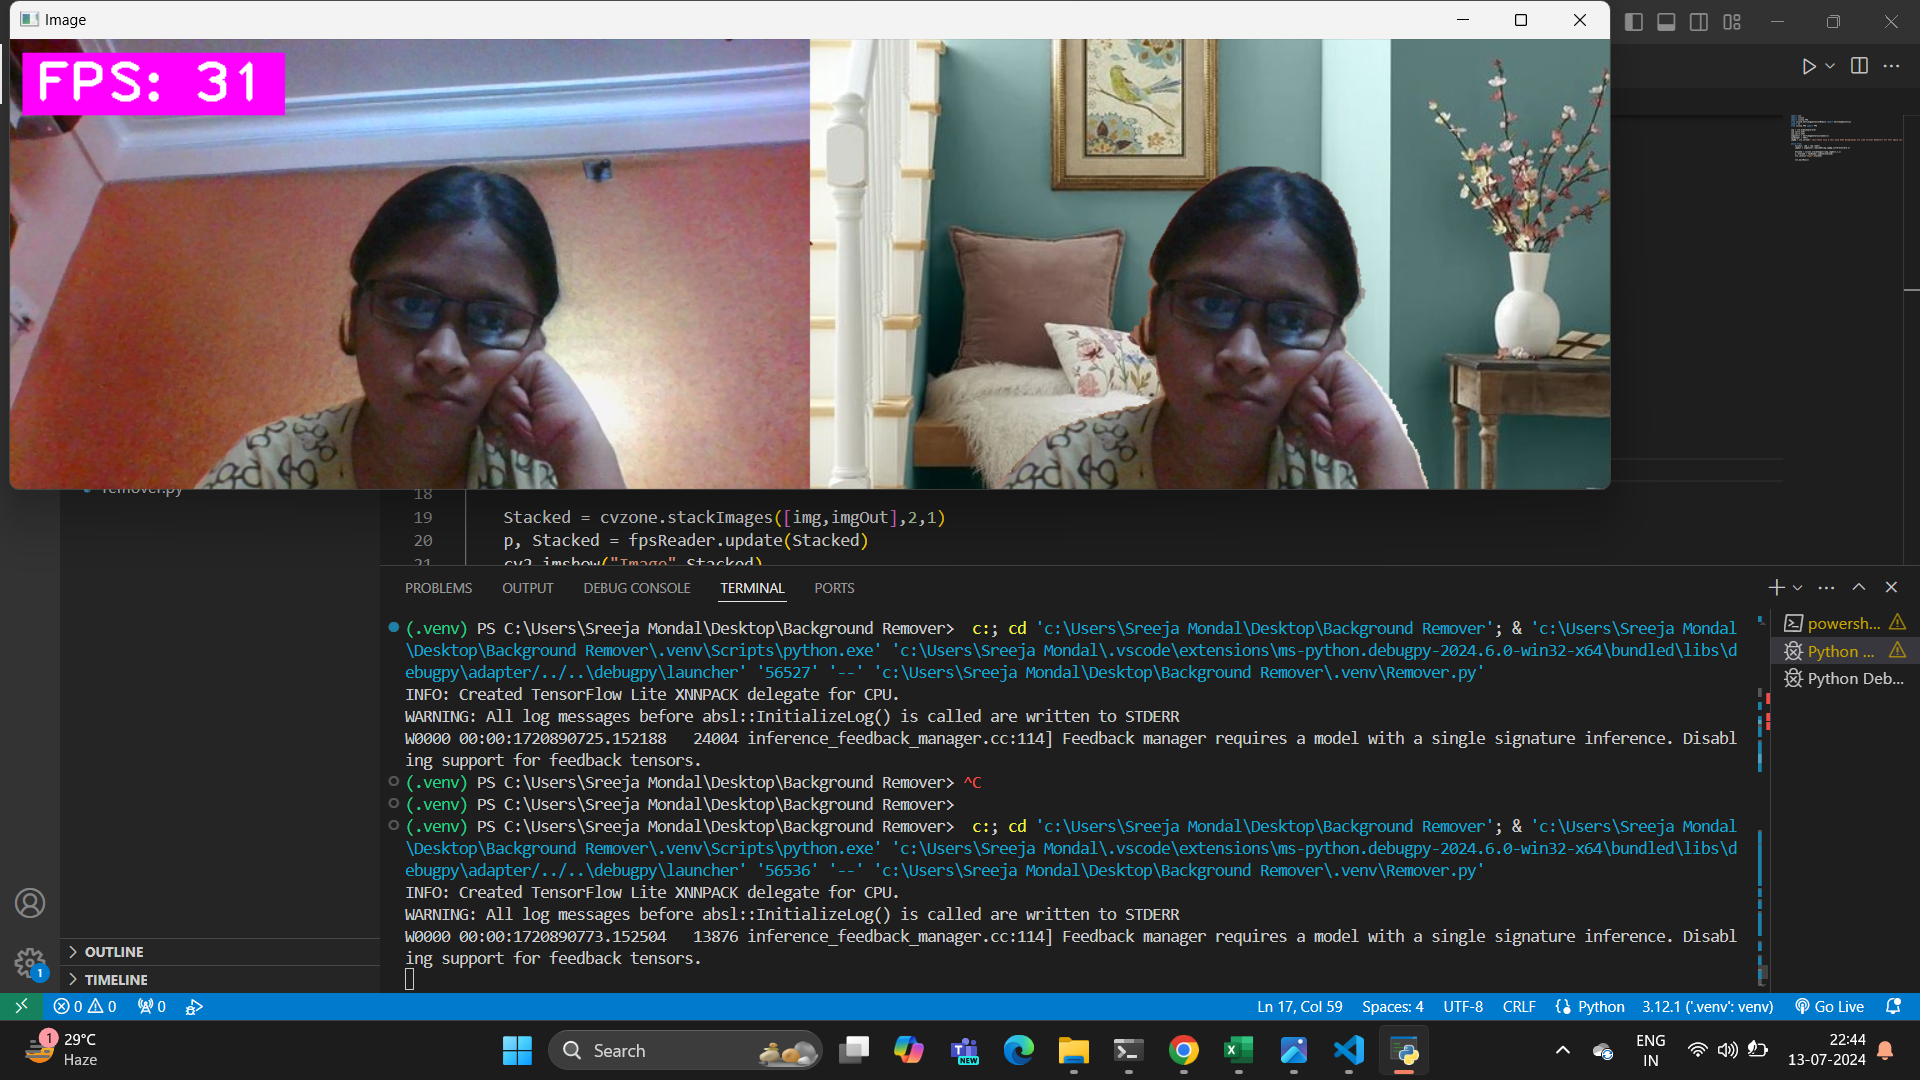 Image
FPS: 31
18
19 Stacked = cvzone.stackImages([img,imgOut],2,1)
20 p, Stacked = fpsReader.update(Stacked)
21 cv2.imshow("Image",Stacked)
remover.py
OUTLINE
TIMELINE
PROBLEMS OUTPUT DEBUG CONSOLE TERMINAL PORTS
(.venv) PS C:\Users\Sreeja Mondal\Desktop\Background Remover> c:; cd 'c:\Users\Sreeja Mondal\Desktop\Background Remover'; & 'c:\Users\Sreeja Mondal
\Desktop\Background Remover\.venv\Scripts\python.exe' 'c:\Users\Sreeja Mondal\.vscode\extensions\ms-python.debugpy-2024.6.0-win32-x64\bundled\libs\d
ebugpy\adapter/../..\debugpy\launcher' '56527' '--' 'c:\Users\Sreeja Mondal\Desktop\Background Remover\.venv\Remover.py'
INFO: Created TensorFlow Lite XNNPACK delegate for CPU.
WARNING: All log messages before absl::InitializeLog() is called are written to STDERR
W0000 00:00:1720890725.152188 24004 inference_feedback_manager.cc:114] Feedback manager requires a model with a single signature inference. Disabl
ing support for feedback tensors.
(.venv) PS C:\Users\Sreeja Mondal\Desktop\Background Remover> ^C
(.venv) PS C:\Users\Sreeja Mondal\Desktop\Background Remover>
(.venv) PS C:\Users\Sreeja Mondal\Desktop\Background Remover> c:; cd 'c:\Users\Sreeja Mondal\Desktop\Background Remover'; & 'c:\Users\Sreeja Mondal
\Desktop\Background Remover\.venv\Scripts\python.exe' 'c:\Users\Sreeja Mondal\.vscode\extensions\ms-python.debugpy-2024.6.0-win32-x64\bundled\libs\d
ebugpy\adapter/../..\debugpy\launcher' '56536' '--' 'c:\Users\Sreeja Mondal\Desktop\Background Remover\.venv\Remover.py'
INFO: Created TensorFlow Lite XNNPACK delegate for CPU.
WARNING: All log messages before absl::InitializeLog() is called are written to STDERR
W0000 00:00:1720890773.152504 13876 inference_feedback_manager.cc:114] Feedback manager requires a model with a single signature inference. Disabl
ing support for feedback tensors.
powersh...
Python ...
Python Deb...
1
0 0 0
Ln 17, Col 59 Spaces: 4 UTF-8 CRLF Python 3.12.1 ('.venv': venv) Go Live
1
29°C
Haze
Search
NEW
ENG
IN
22:44
13-07-2024